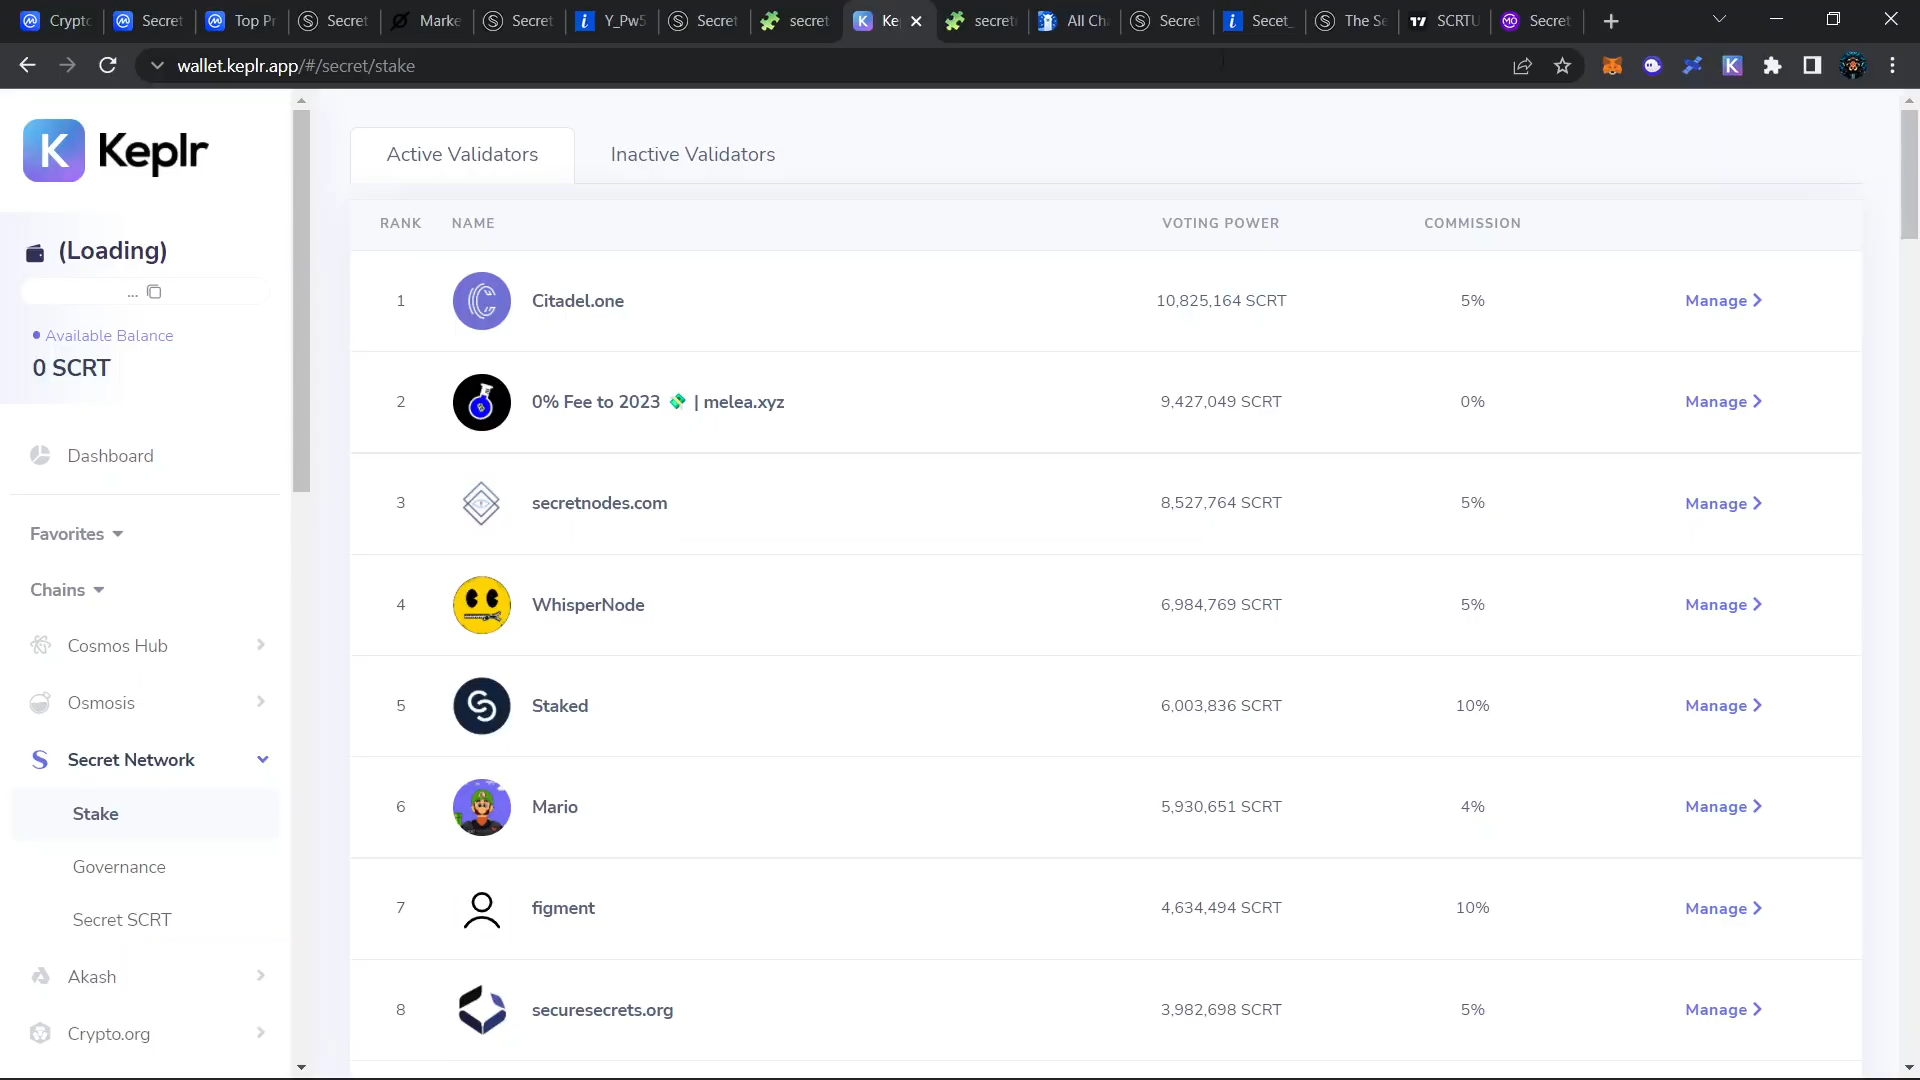 Crypto
Secret
Top Pr
Secret
Marke
Secret
Y_Pw5
Secret
secret
Ke
secret
All Cha
Secret
Secet_
The Se
SCRTU
Secret
wallet.keplr.app/#/secret/stake
K
Keplr
(Loading)
...
Available Balance
0 SCRT
Dashboard
Favorites
Chains
Cosmos Hub
Osmosis
Secret Network
Stake
Governance
Secret SCRT
Akash
Crypto.org
Active Validators
Inactive Validators
RANK NAME VOTING POWER COMMISSION
1 Citadel.one 10,825,164 SCRT 5% Manage
2 0% Fee to 2023 💸 | melea.xyz 9,427,049 SCRT 0% Manage
3 secretnodes.com 8,527,764 SCRT 5% Manage
4 WhisperNode 6,984,769 SCRT 5% Manage
5 Staked 6,003,836 SCRT 10% Manage
6 Mario 5,930,651 SCRT 4% Manage
7 figment 4,634,494 SCRT 10% Manage
8 securesecrets.org 3,982,698 SCRT 5% Manage